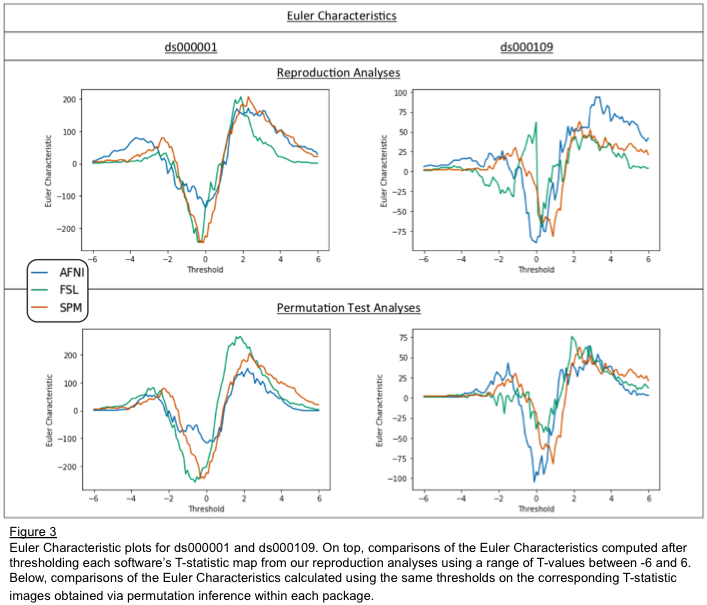 Euler Characteristics
ds000001
ds000109
Reproduction Analyses
200
100
0
−100
−200
Euler Characteristic
−6
−4
−2
0
2
4
6
Threshold
100
75
50
25
0
−25
−50
−75
Euler Characteristic
−6
−4
−2
0
2
4
6
Threshold
AFNI
FSL
SPM
Permutation Test Analyses
200
100
0
−100
−200
Euler Characteristic
−6
−4
−2
0
2
4
6
Threshold
75
50
25
0
−25
−50
−75
−100
Euler Characteristic
−6
−4
−2
0
2
4
6
Threshold
Figure 3
Euler Characteristic plots for ds000001 and ds000109. On top, comparisons of the Euler Characteristics computed after
thresholding each software's T-statistic map from our reproduction analyses using a range of T-values between -6 and 6.
Below, comparisons of the Euler Characteristics calculated using the same thresholds on the corresponding T-statistic
images obtained via permutation inference within each package.